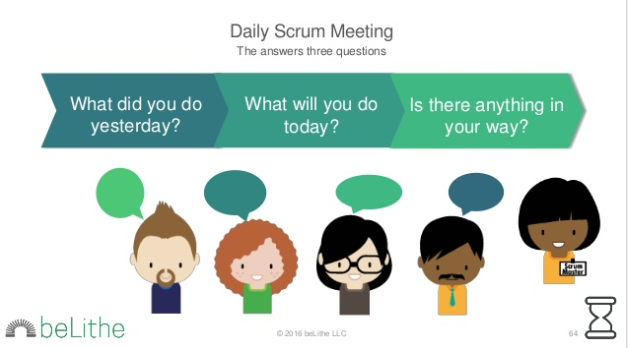 Daily Scrum Meeting
The answers three questions
What did you do
yesterday?
What will you do
today?
Is there anything in
your way?
Scrum
Master
beLithe
© 2016 beLithe LLC
64